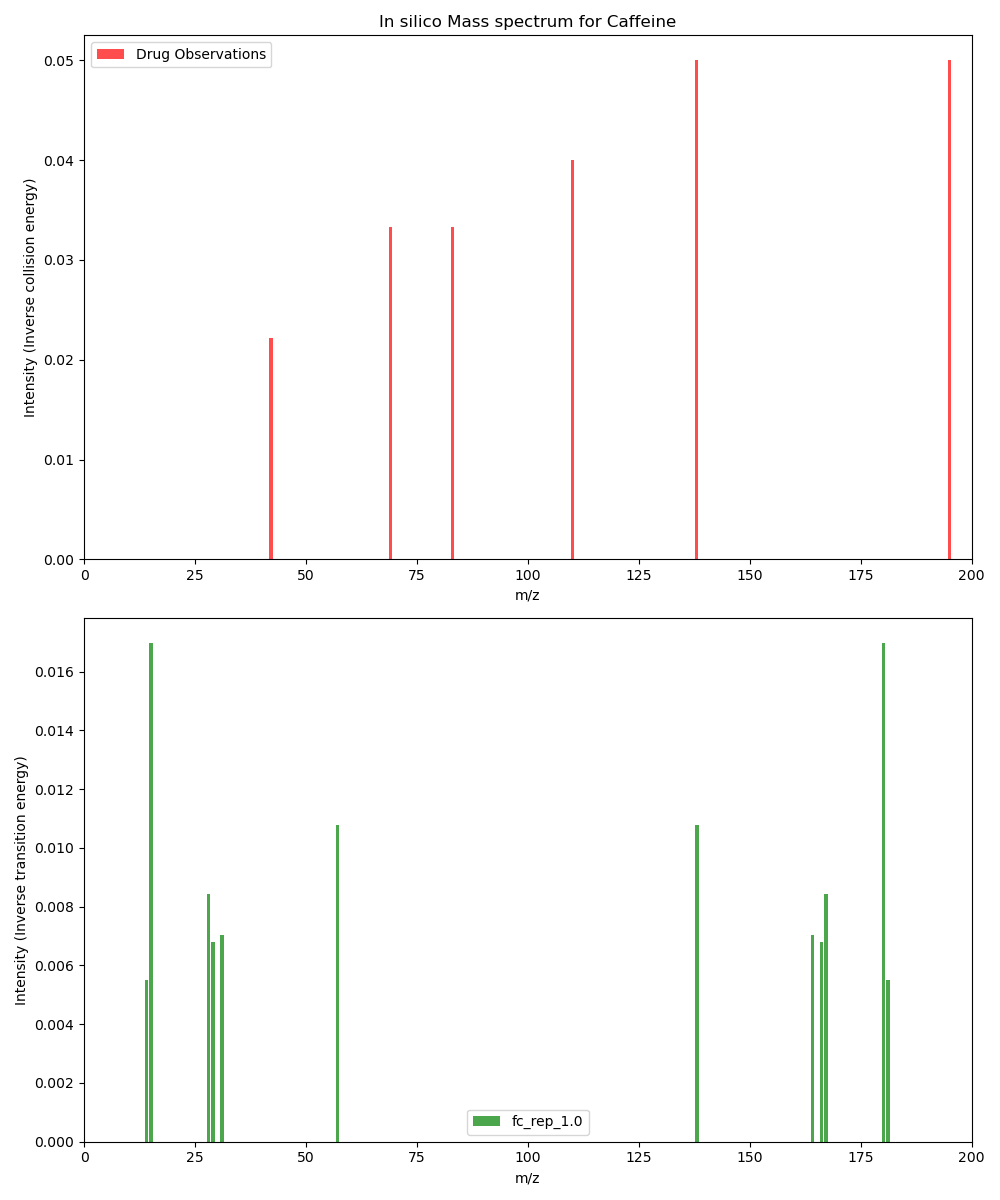 In silico Mass spectrum for Caffeine
Drug Observations
Intensity (Inverse collision energy)
0.05
0.04
0.03
0.02
0.01
0.00
0 25 50 75 100 125 150 175 200
m/z
Intensity (Inverse transition energy)
0.016
0.014
0.012
0.010
0.008
0.006
0.004
0.002
0.000
fc_rep_1.0
0 25 50 75 100 125 150 175 200
m/z